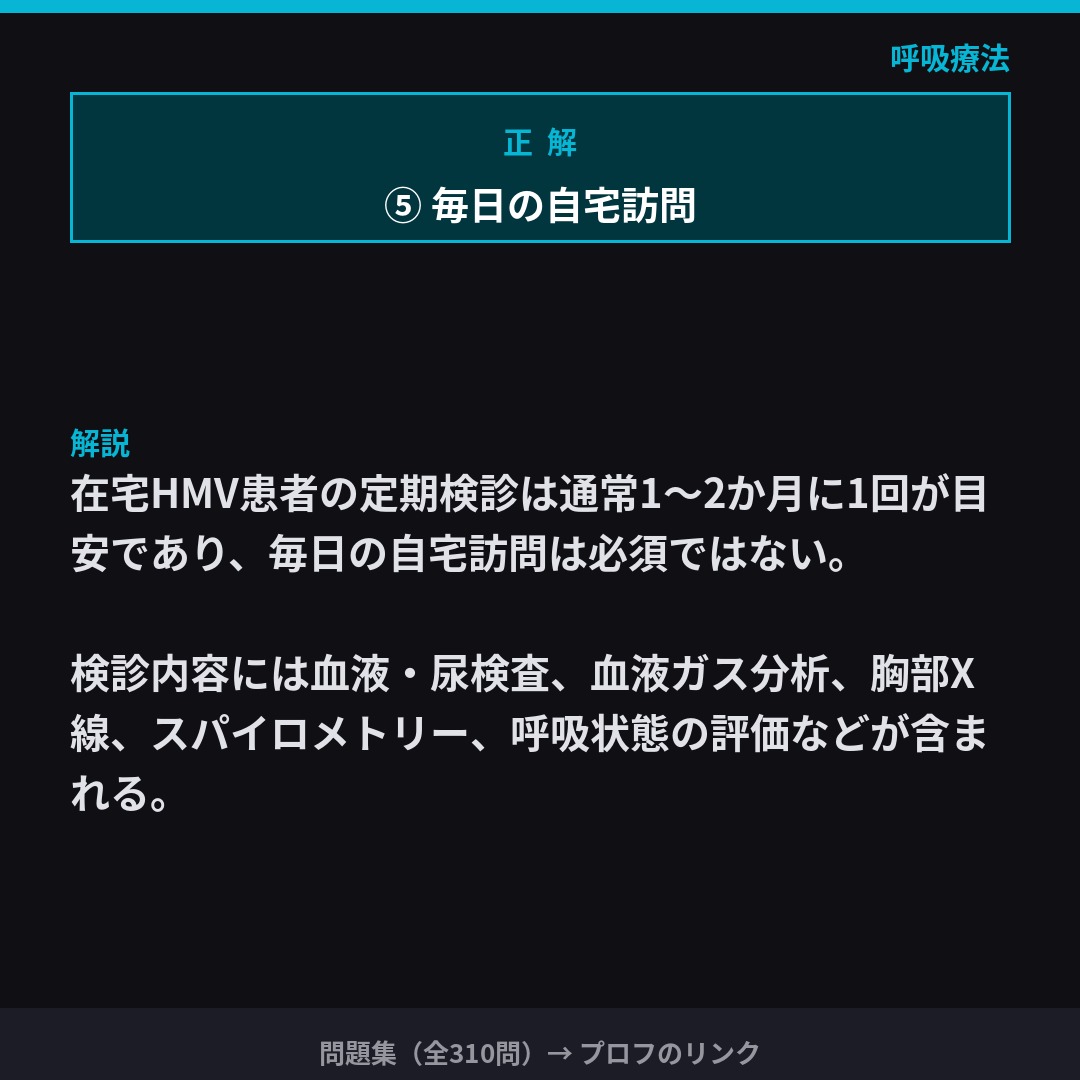 呼吸療法
正解
⑤ 毎日の自宅訪問
解説
在宅HMV患者の定期検診は通常1〜2か月に1回が目
安であり、毎日の自宅訪問は必須ではない。
検診内容には血液・尿検査、血液ガス分析、胸部X
線、スパイロメトリー、呼吸状態の評価などが含ま
れる。
問題集（全310問）→ プロフのリンク